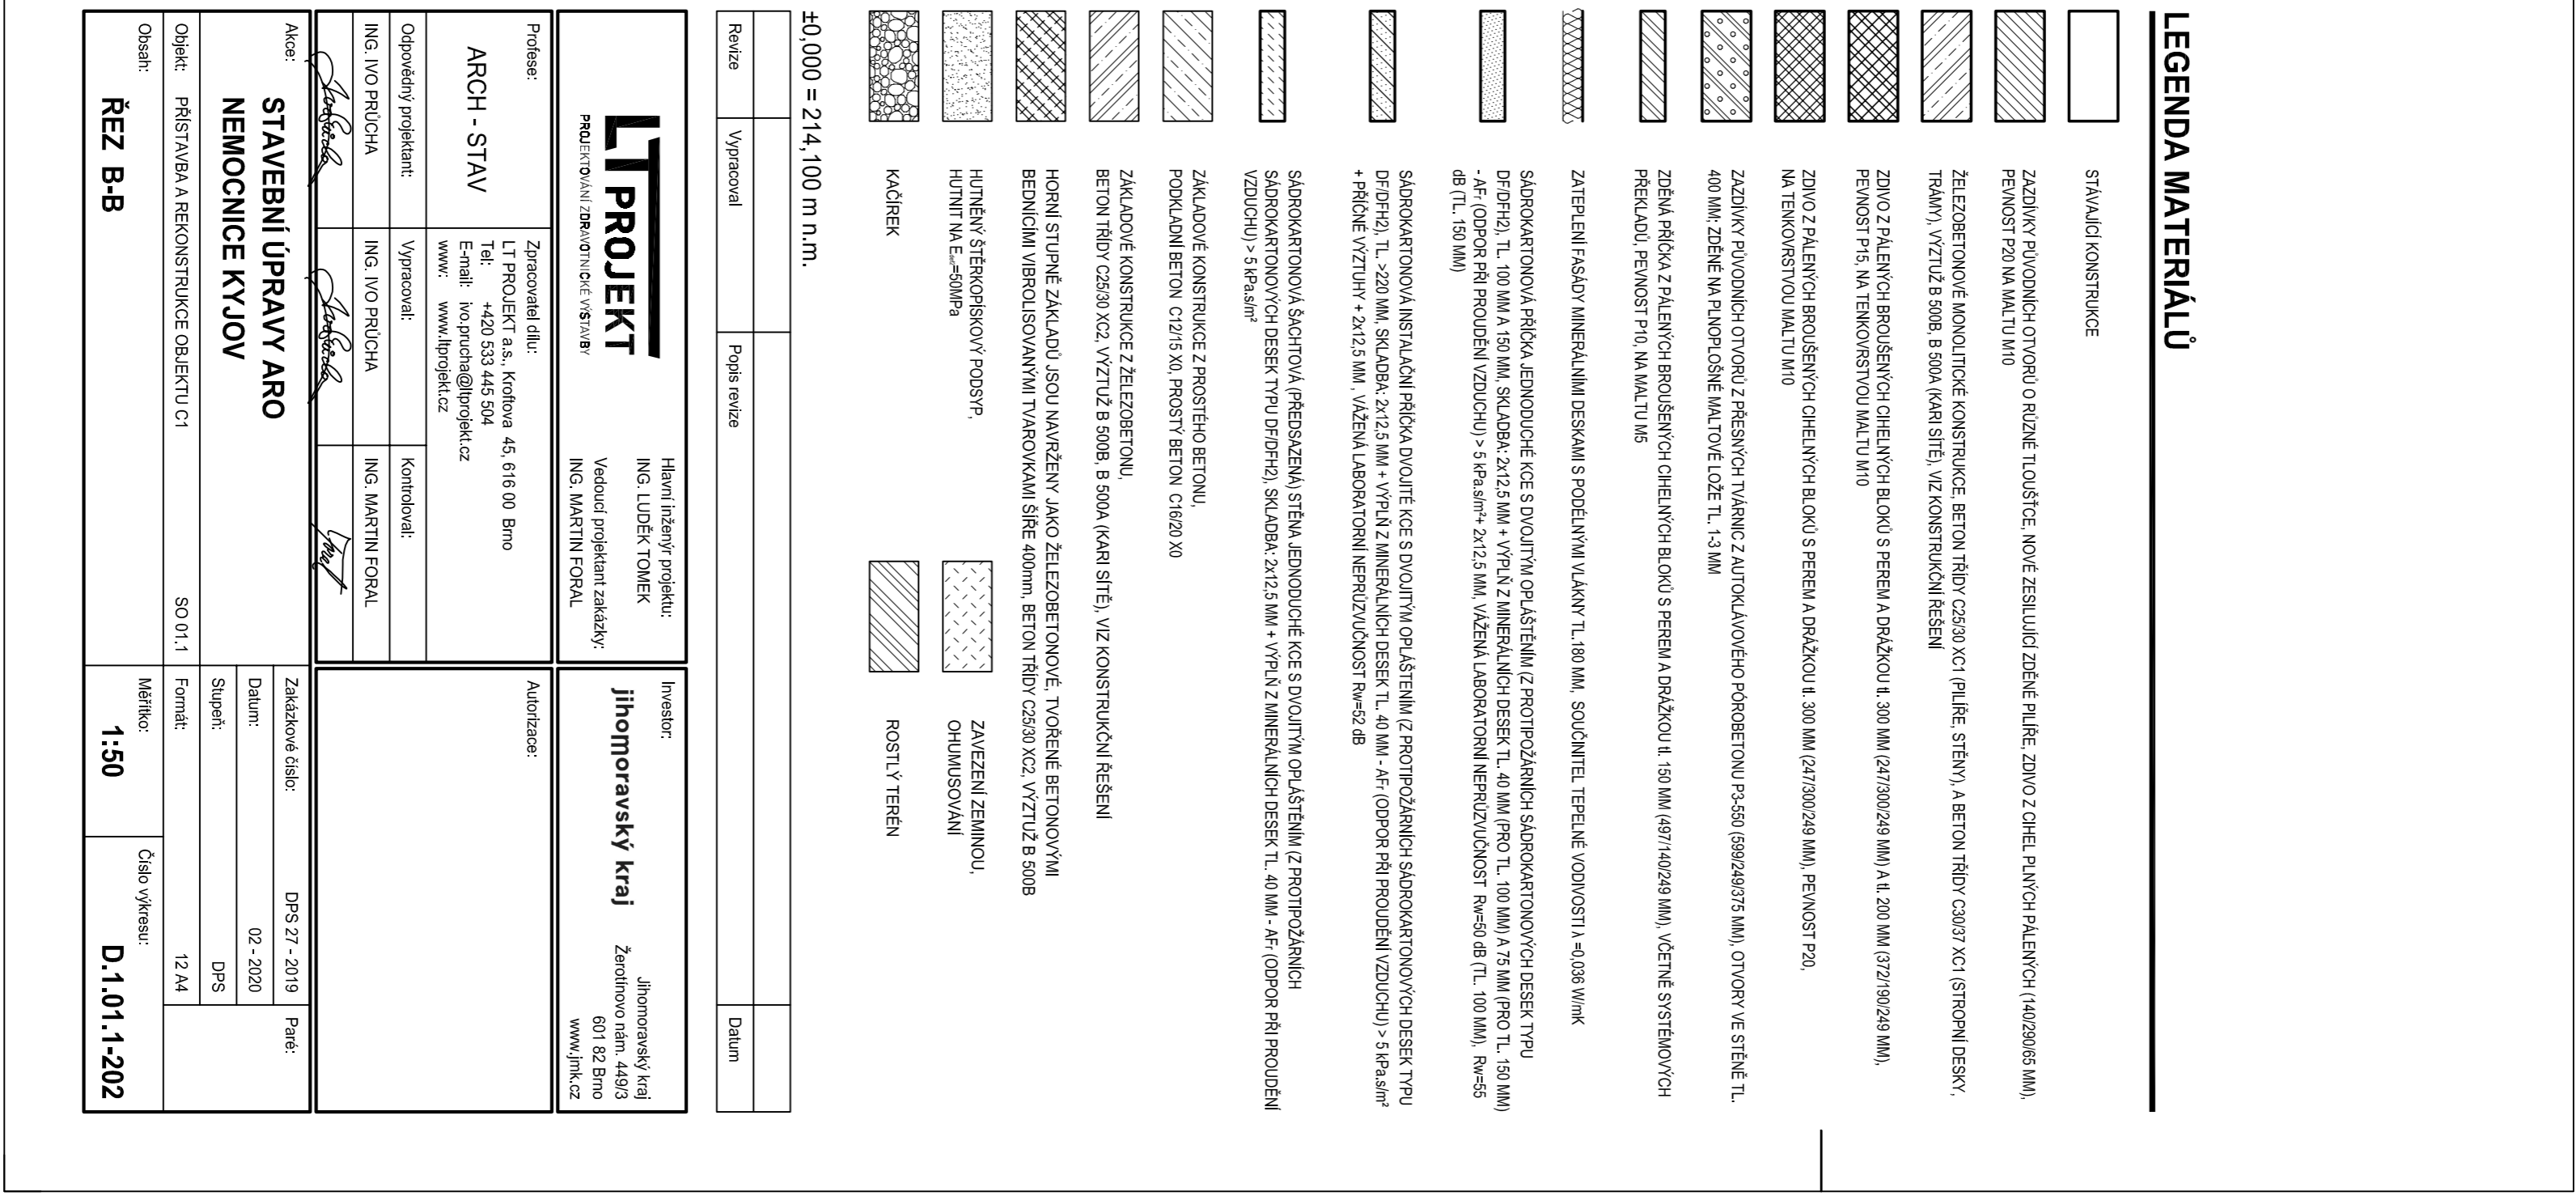 LEGENDA MATERIÁLŮ
STÁVAJÍCÍ KONSTRUKCE
ZAZDÍVKY PŮVODNÍCH OTVORŮ O RŮZNÉ TLOUŠŤCE, NOVÉ ZESILUJÍCÍ ZDĚNÉ PILÍŘE, ZDIVO Z CIHEL PLNÝCH PÁLENÝCH (140/290/65 MM),
PEVNOST P20 NA MALTU M10
ŽELEZOBETONOVÉ MONOLITICKÉ KONSTRUKCE, BETON TŘÍDY C25/30 XC1 (PILÍŘE, STĚNY), A BETON TŘÍDY C30/37 XC1 (STROPNÍ DESKY,
TRÁMY), VÝZTUŽ B 500B, B 500A (KARI SÍTĚ), VIZ KONSTRUKČNÍ ŘEŠENÍ
ZDIVO Z PÁLENÝCH BROUŠENÝCH CIHELNÝCH BLOKŮ S PEREM A DRÁŽKOU tl. 300 MM (247/300/249 MM) A tl. 200 MM (372/190/249 MM),
PEVNOST P15, NA TENKOVRSTVOU MALTU M10
ZDIVO Z PÁLENÝCH BROUŠENÝCH CIHELNÝCH BLOKŮ S PEREM A DRÁŽKOU tl. 300 MM (247/300/249 MM), PEVNOST P20,
NA TENKOVRSTVOU MALTU M10
ZAZDÍVKY PŮVODNÍCH OTVORŮ Z PŘESNÝCH TVÁRNIC Z AUTOKLÁVOVÉHO PÓROBETONU P3-550 (599/249/375 MM), OTVORY VE STĚNĚ TL.
400 MM; ZDĚNÉ NA PLNOPLOŠNÉ MALTOVÉ LOŽE TL. 1-3 MM
ZDĚNÁ PŘÍČKA Z PÁLENÝCH BROUŠENÝCH CIHELNÝCH BLOKŮ S PEREM A DRÁŽKOU tl. 150 MM (497/140/249 MM), VČETNĚ SYSTÉMOVÝCH
PŘEKLADŮ, PEVNOST P10, NA MALTU M5
ZATEPLENÍ FASÁDY MINERÁLNÍMI DESKAMI S PODÉLNÝMI VLÁKNY TL.180 MM, SOUČINITEL TEPELNÉ VODIVOSTI λ =0,036 W/mK
SÁDROKARTONOVÁ PŘÍČKA JEDNODUCHÉ KCE S DVOJITÝM OPLÁŠTĚNÍM (Z PROTIPOŽÁRNÍCH SÁDROKARTONOVÝCH DESEK TYPU
DF/DFH2), TL. 100 MM A 150 MM, SKLADBA: 2x12,5 MM + VÝPLŇ Z MINERÁLNÍCH DESEK TL. 40 MM (PRO TL. 100 MM) A 75 MM (PRO TL. 150 MM)
- AFr (ODPOR PŘI PROUDĚNÍ VZDUCHU) > 5 kPa.s/m²+ 2x12,5 MM, VÁŽENÁ LABORATORNÍ NEPRŮZVUČNOST Rw=50 dB (TL. 100 MM), Rw=55
dB (TL. 150 MM)
SÁDROKARTONOVÁ INSTALAČNÍ PŘÍČKA DVOJITÉ KCE S DVOJITÝM OPLÁŠTENÍM (Z PROTIPOŽÁRNÍCH SÁDROKARTONOVÝCH DESEK TYPU
DF/DFH2), TL. >220 MM, SKLADBA: 2x12,5 MM + VÝPLŇ Z MINERÁLNÍCH DESEK TL. 40 MM - AFr (ODPOR PŘI PROUDĚNÍ VZDUCHU) > 5 kPa.s/m²
+ PŘÍČNÉ VÝZTUHY + 2x12,5 MM , VÁŽENÁ LABORATORNÍ NEPRŮZVUČNOST Rw=52 dB
SÁDROKARTONOVÁ ŠACHTOVÁ (PŘEDSAZENÁ) STĚNA JEDNODUCHÉ KCE S DVOJITÝM OPLÁŠTĚNÍM (Z PROTIPOŽÁRNÍCH
SÁDROKARTONOVÝCH DESEK TYPU DF/DFH2), SKLADBA: 2x12,5 MM + VÝPLŇ Z MINERÁLNÍCH DESEK TL. 40 MM - AFr (ODPOR PŘI PROUDĚNÍ
VZDUCHU) > 5 kPa.s/m²
ZÁKLADOVÉ KONSTRUKCE Z PROSTÉHO BETONU,
PODKLADNÍ BETON C12/15 X0, PROSTÝ BETON C16/20 X0
ZÁKLADOVÉ KONSTRUKCE Z ŽELEZOBETONU,
BETON TŘÍDY C25/30 XC2, VÝZTUŽ B 500B, B 500A (KARI SÍTĚ), VIZ KONSTRUKČNÍ ŘEŠENÍ
HORNÍ STUPNĚ ZÁKLADŮ JSOU NAVRŽENY JAKO ŽELEZOBETONOVÉ, TVOŘENÉ BETONOVÝMI
BEDNÍCÍMI VIBROLISOVANÝMI TVAROVKAMI ŠÍŘE 400mm, BETON TŘÍDY C25/30 XC2, VÝZTUŽ B 500B
HUTNĚNÝ ŠTĚRKOPÍSKOVÝ PODSYP,
HUTNIT NA Edef2=50MPa
ZAVEZENÍ ZEMINOU,
OHUMUSOVÁNÍ
KAČÍREK
ROSTLÝ TERÉN
±0,000 = 214,100 m n.m.
Revize
Vypracoval
Popis revize
Datum
LT PROJEKT
PROJEKTOVÁNÍ ZDRAVOTNICKÉ VÝSTAVBY
Hlavní inženýr projektu:
ING. LUDĚK TOMEK
Vedoucí projektant zakázky:
ING. MARTIN FORAL
Investor:
jihomoravský kraj
Jihomoravský kraj
Žerotínovo nám. 449/3
601 82 Brno
www.jmk.cz
Profese:
ARCH - STAV
Zpracovatel dílu:
LT PROJEKT a.s., Kroftova 45, 616 00 Brno
Tel: +420 533 445 504
E-mail: ivo.prucha@ltprojekt.cz
www: www.ltprojekt.cz
Autorizace:
Odpovědný projektant:
Vypracoval:
Kontroloval:
ING. IVO PRŮCHA
ING. IVO PRŮCHA
ING. MARTIN FORAL
Akce:
STAVEBNÍ ÚPRAVY ARO
NEMOCNICE KYJOV
Zakázkové číslo: DPS 27 - 2019
Paré:
Datum: 02 - 2020
Stupeň: DPS
Objekt: PŘÍSTAVBA A REKONSTRUKCE OBJEKTU C1 SO 01.1
Formát: 12 A4
Obsah:
ŘEZ B-B
Měřítko:
1:50
Číslo výkresu:
D.1.01.1-202